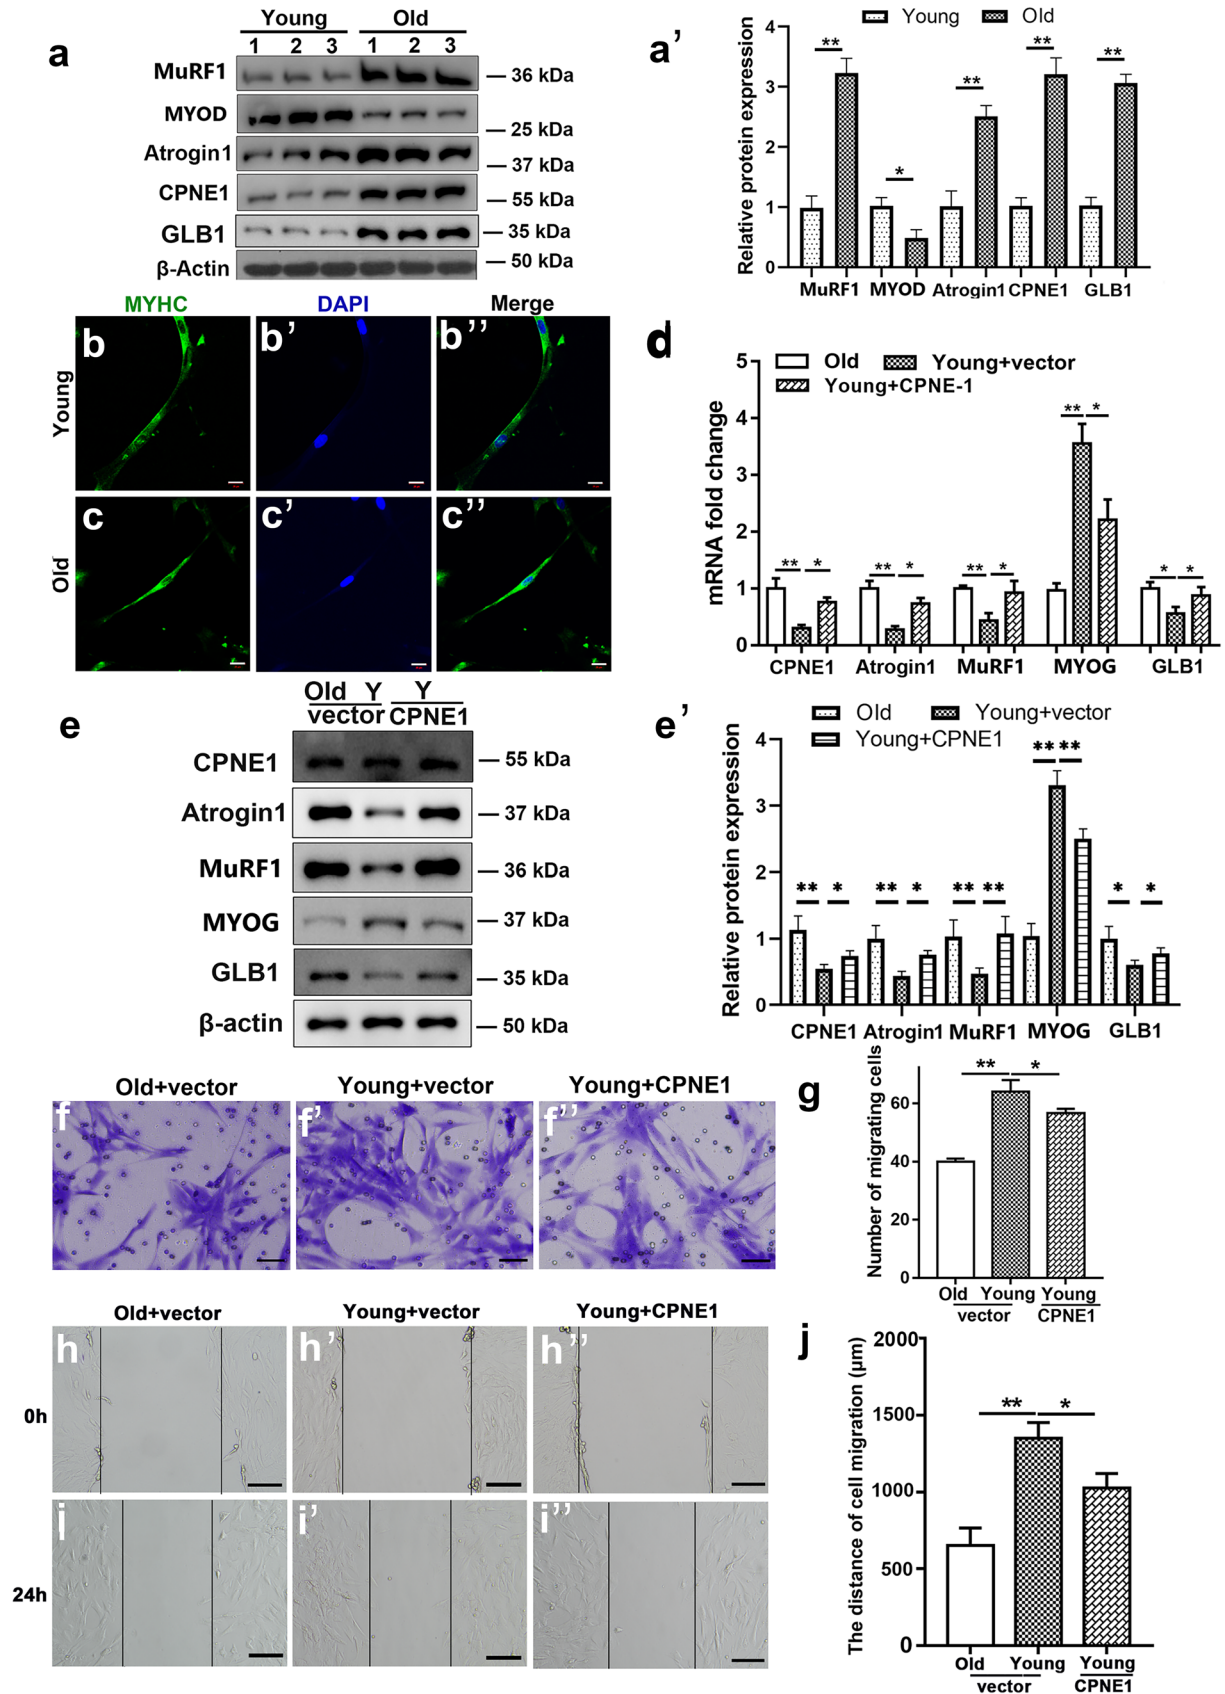 a
Young Old
1 2 3 1 2 3
MuRF1 36 kDa
MYOD 25 kDa
Atrogin1 37 kDa
CPNE1 55 kDa
GLB1 35 kDa
β-Actin 50 kDa
a’
Young Old
Relative protein expression
4
3
2
1
0
** * ** ** **
MuRF1 MYOD Atrogin1 CPNE1 GLB1
MYHC DAPI Merge
Young
b b’ b’’
Old
c c’ c’’
d
Old Young+vector
Young+CPNE-1
mRNA fold change
5
4
3
2
1
0
** * ** * ** * ** * * *
CPNE1 Atrogin1 MuRF1 MYOG GLB1
e
Old Y Y
vector CPNE1
CPNE1 55 kDa
Atrogin1 37 kDa
MuRF1 36 kDa
MYOG 37 kDa
GLB1 35 kDa
β-actin 50 kDa
e’
Old Young+vector
Young+CPNE1
Relative protein expression
4
3
2
1
0
** * ** * ** ** ** ** * *
CPNE1 Atrogin1 MuRF1 MYOG GLB1
Old+vector Young+vector Young+CPNE1
f f’ f’’
g
Number of migrating cells
60
40
20
0
** *
Old Young Young
vector CPNE1
Old+vector Young+vector Young+CPNE1
0h
h h’ h’’
24h
i i’ i’’
j
The distance of cell migration (μm)
2000
1500
1000
500
0
** *
Old Young Young
vector CPNE1